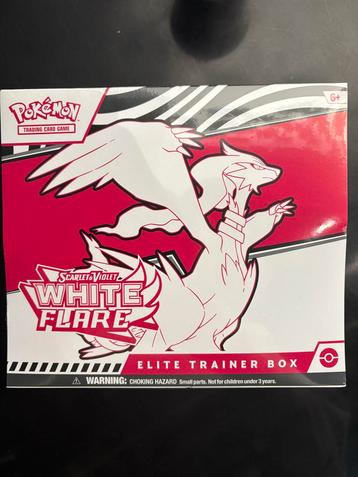 POKéMON
TRADING CARD GAME
6+
SCARLET & VIOLET
WHITE
FLARE
ELITE TRAINER BOX
WARNING: CHOKING HAZARD Small parts. Not for children under 3 years.